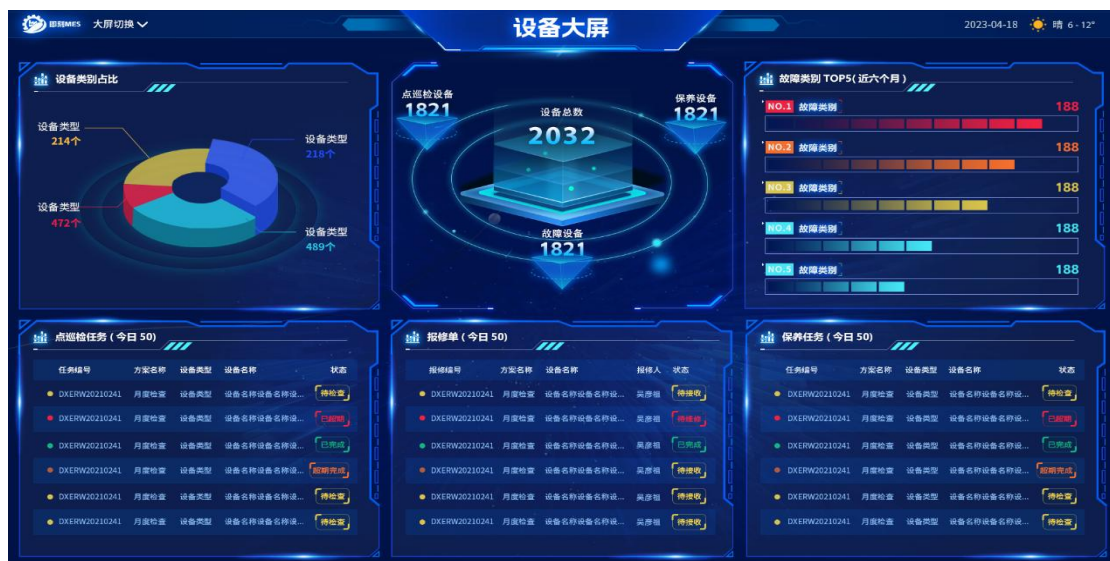 即刻MES 大屏切换 设备大屏 2023-04-18 晴 6 - 12°
设备类别占比
设备类型
214个
设备类型
218个
设备类型
472个
设备类型
489个
点巡检设备
1821
设备总数
2032
保养设备
1821
故障设备
1821
故障类别 TOP5( 近六个月 )
NO.1 故障类别 188
NO.2 故障类别 188
NO.3 故障类别 188
NO.4 故障类别 188
NO.5 故障类别 188
点巡检任务 ( 今日 50)
任务编号 方案名称 设备类型 设备名称 状态
DXERW20210241 月度检查 设备类型 设备名称设备名称设... 待检查
DXERW20210241 月度检查 设备类型 设备名称设备名称设... 已超期
DXERW20210241 月度检查 设备类型 设备名称设备名称设... 已完成
DXERW20210241 月度检查 设备类型 设备名称设备名称设... 超期完成
DXERW20210241 月度检查 设备类型 设备名称设备名称设... 待检查
DXERW20210241 月度检查 设备类型 设备名称设备名称设... 待检查
报修单 ( 今日 50)
报修编号 方案名称 设备名称 报修人 状态
DXERW20210241 月度检查 设备名称设备名称设... 吴彦祖 待接收
DXERW20210241 月度检查 设备名称设备名称设... 吴彦祖 待维修
DXERW20210241 月度检查 设备名称设备名称设... 吴彦祖 已完成
DXERW20210241 月度检查 设备名称设备名称设... 吴彦祖 待接收
DXERW20210241 月度检查 设备名称设备名称设... 吴彦祖 待接收
DXERW20210241 月度检查 设备名称设备名称设... 吴彦祖 待接收
保养任务 ( 今日 50)
任务编号 方案名称 设备类型 设备名称 状态
DXERW20210241 月度检查 设备类型 设备名称设备名称设... 待检查
DXERW20210241 月度检查 设备类型 设备名称设备名称设... 已超期
DXERW20210241 月度检查 设备类型 设备名称设备名称设... 已完成
DXERW20210241 月度检查 设备类型 设备名称设备名称设... 超期完成
DXERW20210241 月度检查 设备类型 设备名称设备名称设... 待检查
DXERW20210241 月度检查 设备类型 设备名称设备名称设... 待检查